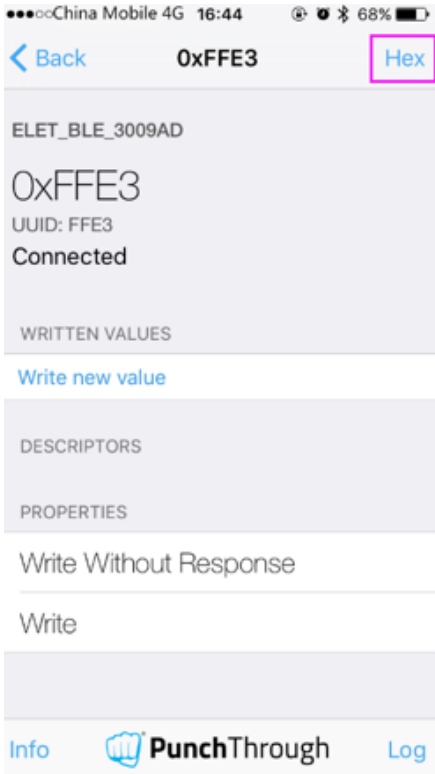 China Mobile 4G 16:44 68%
Back 0xFFE3 Hex
ELET_BLE_3009AD
0xFFE3
UUID: FFE3
Connected
WRITTEN VALUES
Write new value
DESCRIPTORS
PROPERTIES
Write Without Response
Write
Info PunchThrough Log